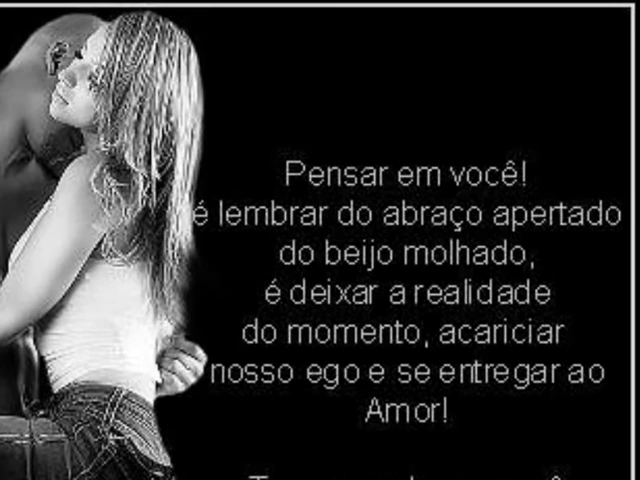 Pensar em você!
é lembrar do abraço apertado
do beijo molhado,
é deixar a realidade
do momento, acariciar
nosso ego e se entregar ao
Amor!